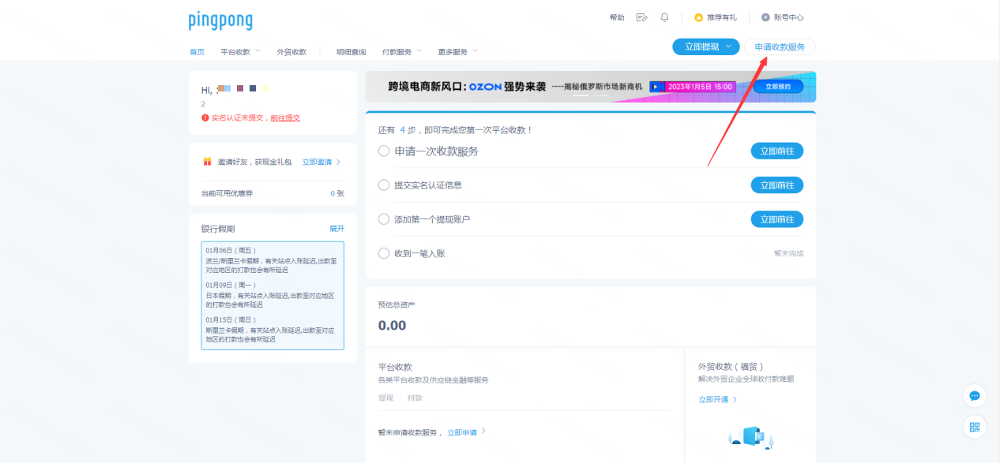 pingpong
帮助
推荐有礼
账号中心
首页
平台收款
外贸收款
明细查询
付款服务
更多服务
立即提现
申请收款服务
Hi,
2
实名认证未提交，前往提交
邀请好友，获现金礼包 立即邀请
当前可用优惠券 0 张
银行假期 展开
01月06日（周五）
波兰/斯里兰卡假期，有关站点入账延迟,出款至
对应地区的打款也会有所延迟
01月09日（周一）
日本假期，有关站点入账延迟,出款至对应地区
的打款也会有所延迟
01月15日（周日）
斯里兰卡假期，有关站点入账延迟,出款至对应
地区的打款也会有所延迟
跨境电商新风口：OZON 强势来袭 ----揭秘俄罗斯市场新商机 2023年1月5日 15:00 立即预约
还有 4 步，即可完成您第一次平台收款！
申请一次收款服务 立即前往
提交实名认证信息 立即前往
添加第一个提现账户 立即前往
收到一笔入账 暂未完成
预估总资产
0.00
平台收款
各类平台收款及供应链金融等服务
提现 付款
暂未申请收款服务， 立即申请
外贸收款（福贸）
解决外贸企业全球收付款难题
立即开通